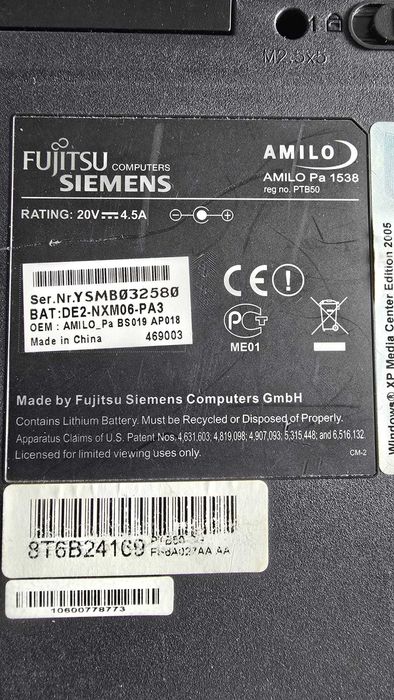 1
M2.5x5
FUJITSU COMPUTERS
SIEMENS
AMILO
AMILO Pa 1538
reg no. PTB50
RATING: 20V 4.5A
Ser.Nr.YSMB032580
BAT:DE2-NXM06-PA3
OEM : AMILO_Pa BS019 AP018
Made in China 469003
CE
PCT
ME01
Made by Fujitsu Siemens Computers GmbH
Contains Lithium Battery. Must be Recycled or Disposed of Properly.
Apparatus Claims of U.S. Patent Nos. 4,631,603; 4,819,098; 4,907,093; 5,315,448; and 6,516,132.
Licensed for limited viewing uses only.
CM-2
Windows® XP Media Center Edition 2005
8T6B24109
10600778773